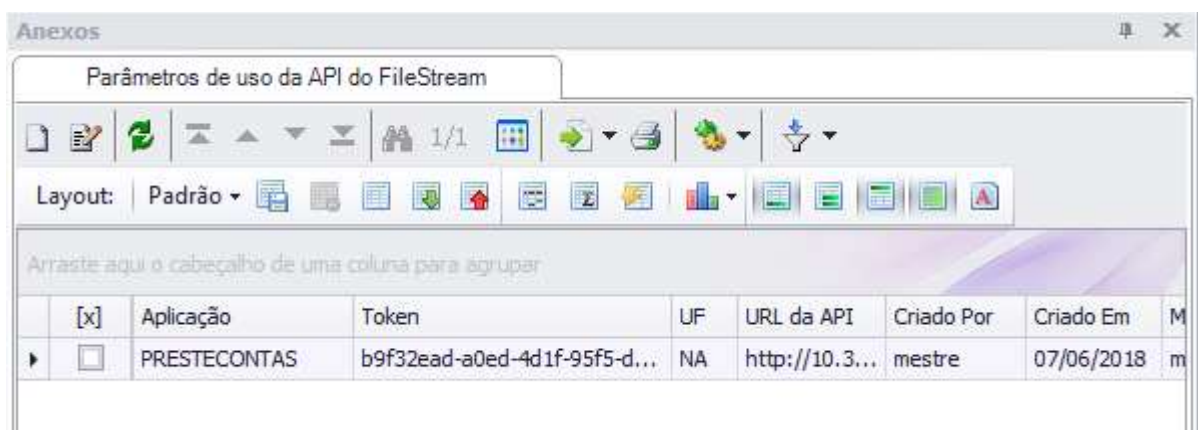 Anexos
Parâmetros de uso da API do FileStream
1/1
Layout: Padrão
Arraste aqui o cabeçalho de uma coluna para agrupar
[x] Aplicação Token UF URL da API Criado Por Criado Em M
PRESTECONTAS b9f32ead-a0ed-4d1f-95f5-d... NA http://10.3... mestre 07/06/2018 m